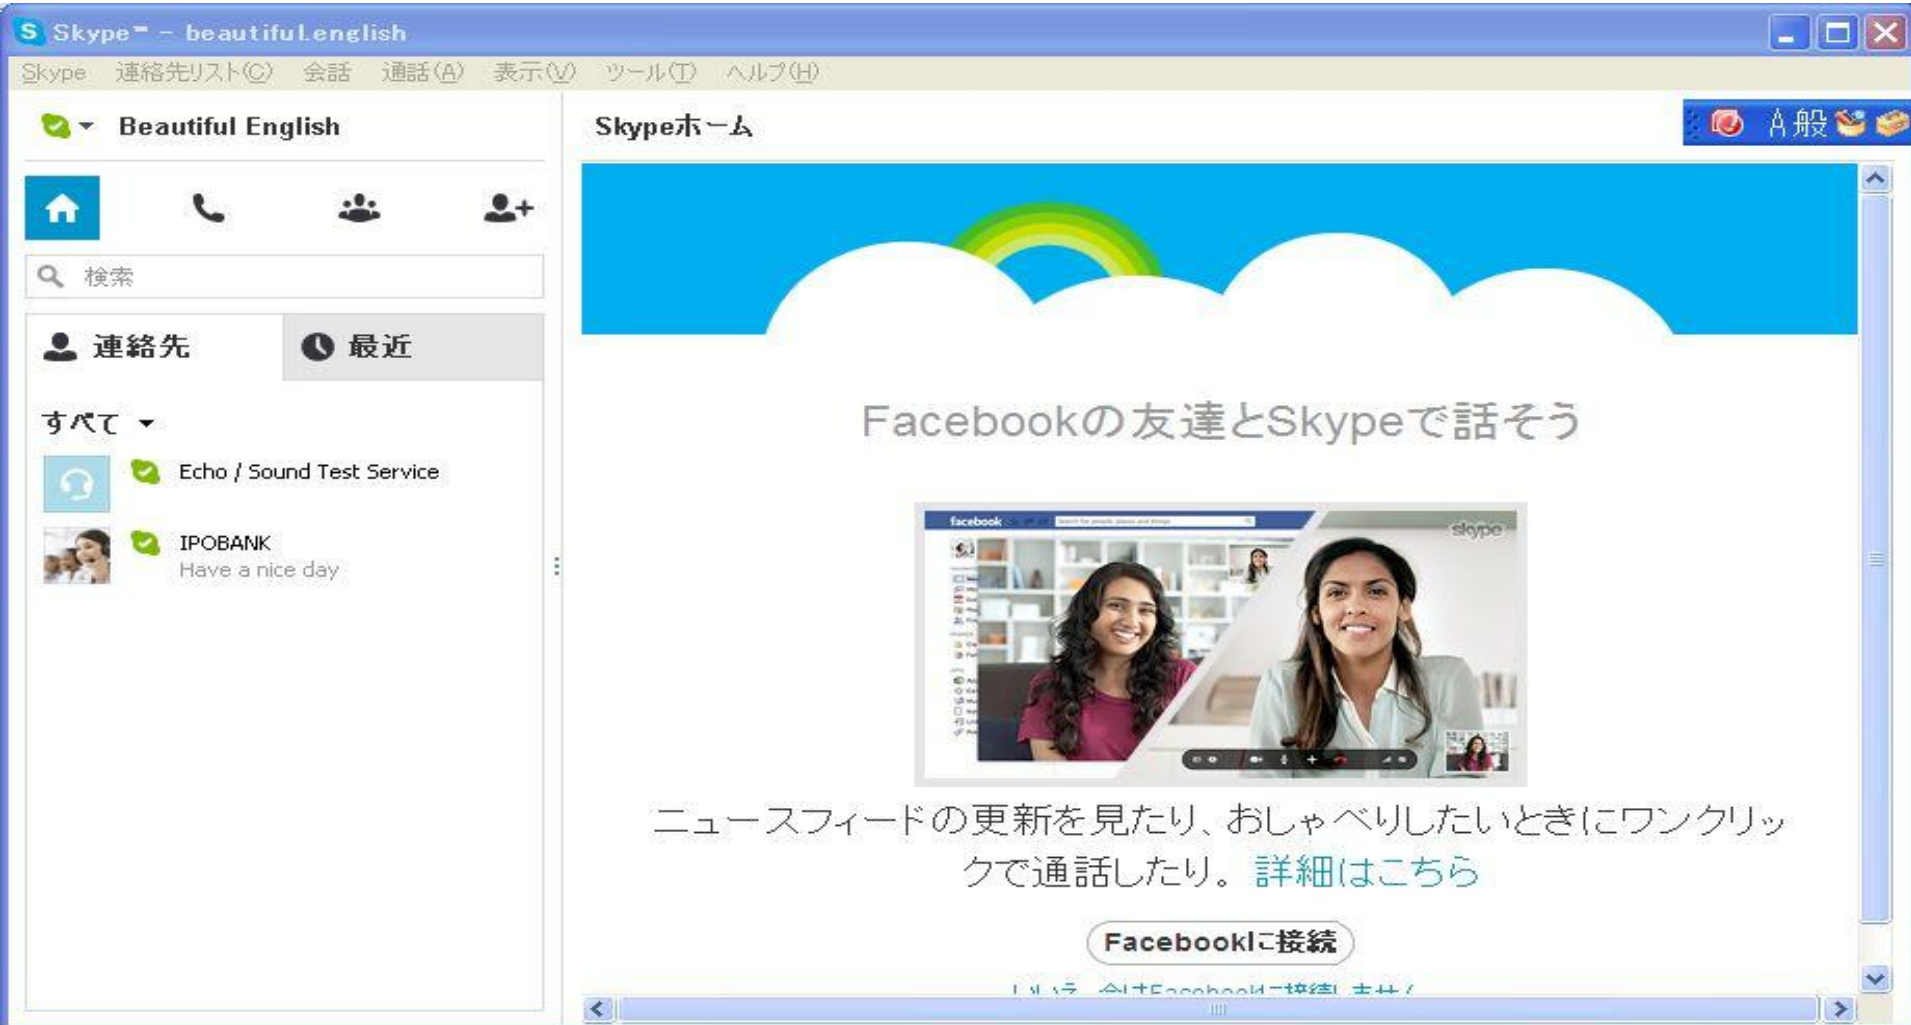 Skype™ - beautiful.english
Skype 連絡先リスト(C) 会話 通話(A) 表示(V) ツール(T) ヘルプ(H)
Beautiful English
Skypeホーム
A 般
検索
連絡先 最近
すべて
Echo / Sound Test Service
IPOBANK
Have a nice day
Facebookの友達とSkypeで話そう
facebook
Search for people, places and things
skype
ニュースフィードの更新を見たり、おしゃべりしたいときにワンクリッ
クで通話したり。 詳細はこちら
Facebookに接続